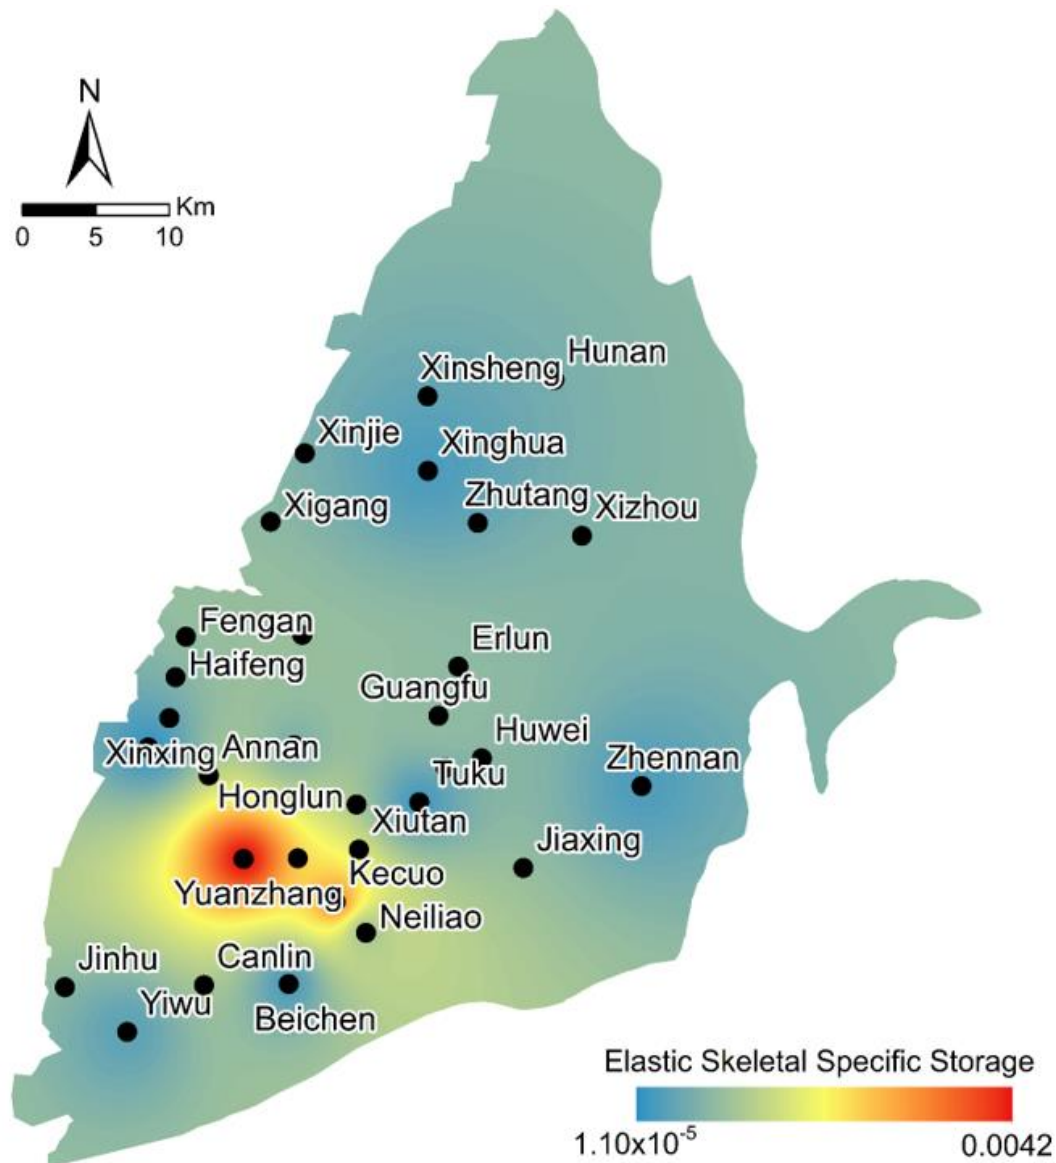 N
Km
0 5 10
Hunan
Xinsheng
Xinjie
Xinghua
Zhutang
Xizhou
Xigang
Fengan
Erlun
Haifeng
Guangfu
Huwei
Xinxing
Annan
Zhennan
Tuku
Honglun
Xiutan
Jiaxing
Kecuo
Yuanzhang
Neiliao
Jinhu
Canlin
Yiwu
Beichen
Elastic Skeletal Specific Storage
1.10x10⁻⁵ 0.0042